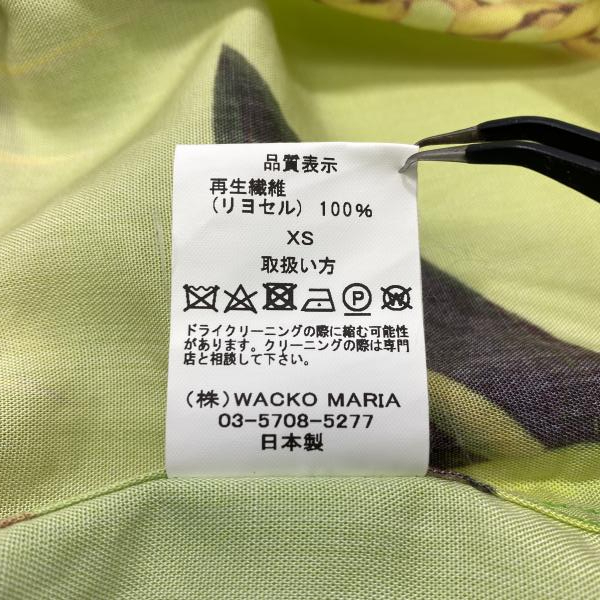 品質表示
再生繊維
(リヨセル) 100%
XS
取扱い方
P W
ドライクリーニングの際に縮む可能性
があります。クリーニングの際は専門
店と相談して下さい。
(株) WACKO MARIA
03-5708-5277
日本製